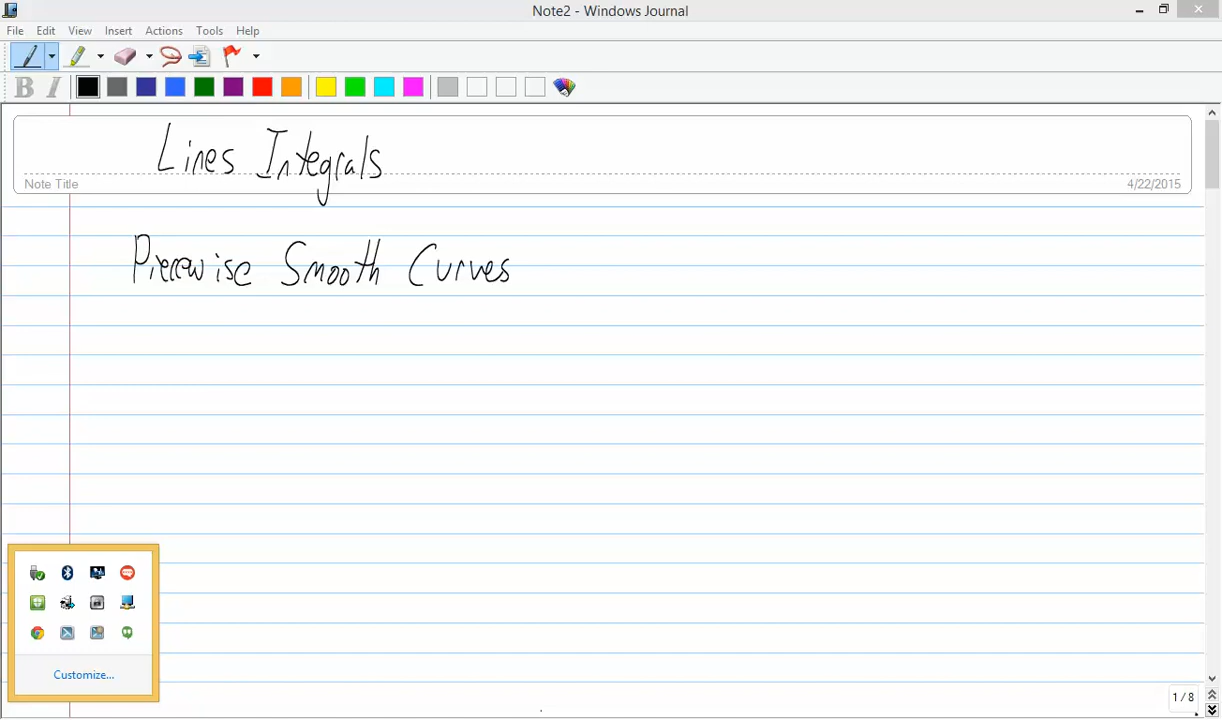 Note2 - Windows Journal
File Edit View Insert Actions Tools Help
B I
Lines Integrals
Note Title
4/22/2015
Piecewise Smooth Curves
Customize...
1 / 8